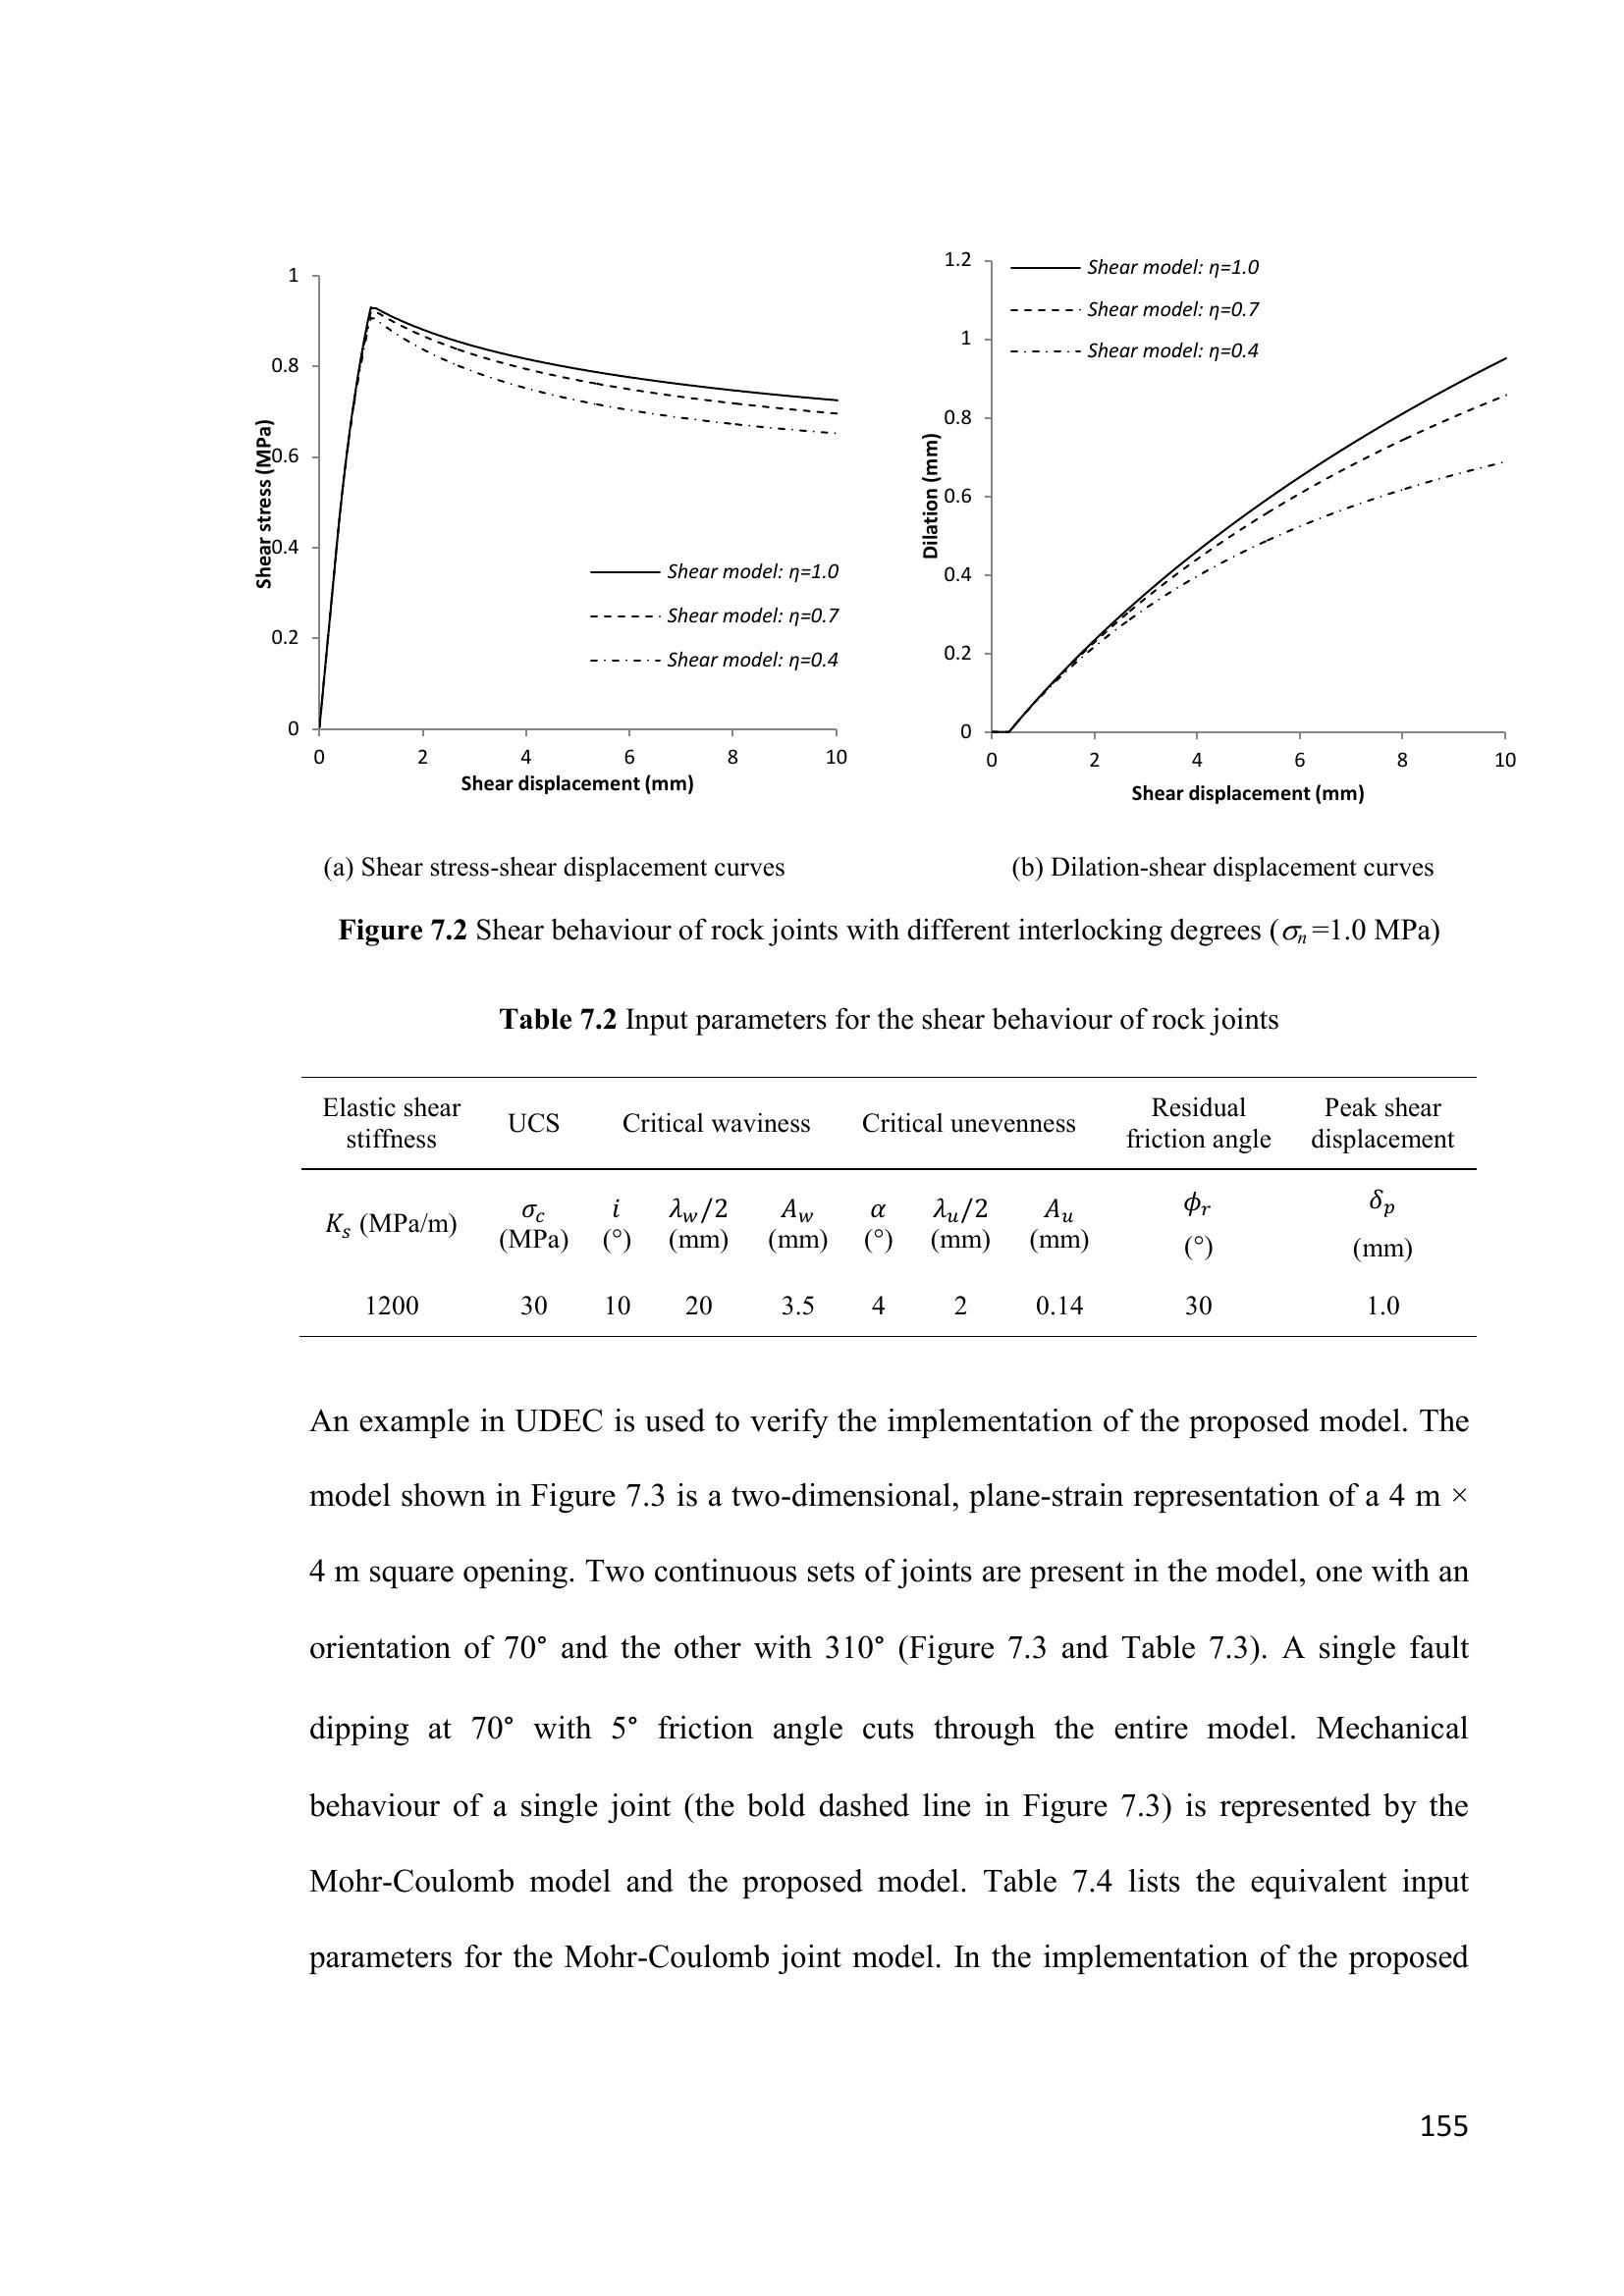 1
0.8
0.6
0.4
0.2
0
0 2 4 6 8 10
Shear stress (MPa)
Shear displacement (mm)
Shear model: η=1.0
Shear model: η=0.7
Shear model: η=0.4
1.2
1
0.8
0.6
0.4
0.2
0
0 2 4 6 8 10
Dilation (mm)
Shear displacement (mm)
Shear model: η=1.0
Shear model: η=0.7
Shear model: η=0.4
(a) Shear stress-shear displacement curves
(b) Dilation-shear displacement curves
Figure 7.2 Shear behaviour of rock joints with different interlocking degrees (σn=1.0 MPa)
Table 7.2 Input parameters for the shear behaviour of rock joints
Elastic shear stiffness UCS Critical waviness Critical unevenness Residual friction angle Peak shear displacement
Ks (MPa/m) σc (MPa) i (°) λw/2 (mm) Aw (mm) α (°) λu/2 (mm) Au (mm) ϕr (°) δp (mm)
1200 30 10 20 3.5 4 2 0.14 30 1.0
An example in UDEC is used to verify the implementation of the proposed model. The
model shown in Figure 7.3 is a two-dimensional, plane-strain representation of a 4 m ×
4 m square opening. Two continuous sets of joints are present in the model, one with an
orientation of 70° and the other with 310° (Figure 7.3 and Table 7.3). A single fault
dipping at 70° with 5° friction angle cuts through the entire model. Mechanical
behaviour of a single joint (the bold dashed line in Figure 7.3) is represented by the
Mohr-Coulomb model and the proposed model. Table 7.4 lists the equivalent input
parameters for the Mohr-Coulomb joint model. In the implementation of the proposed
155